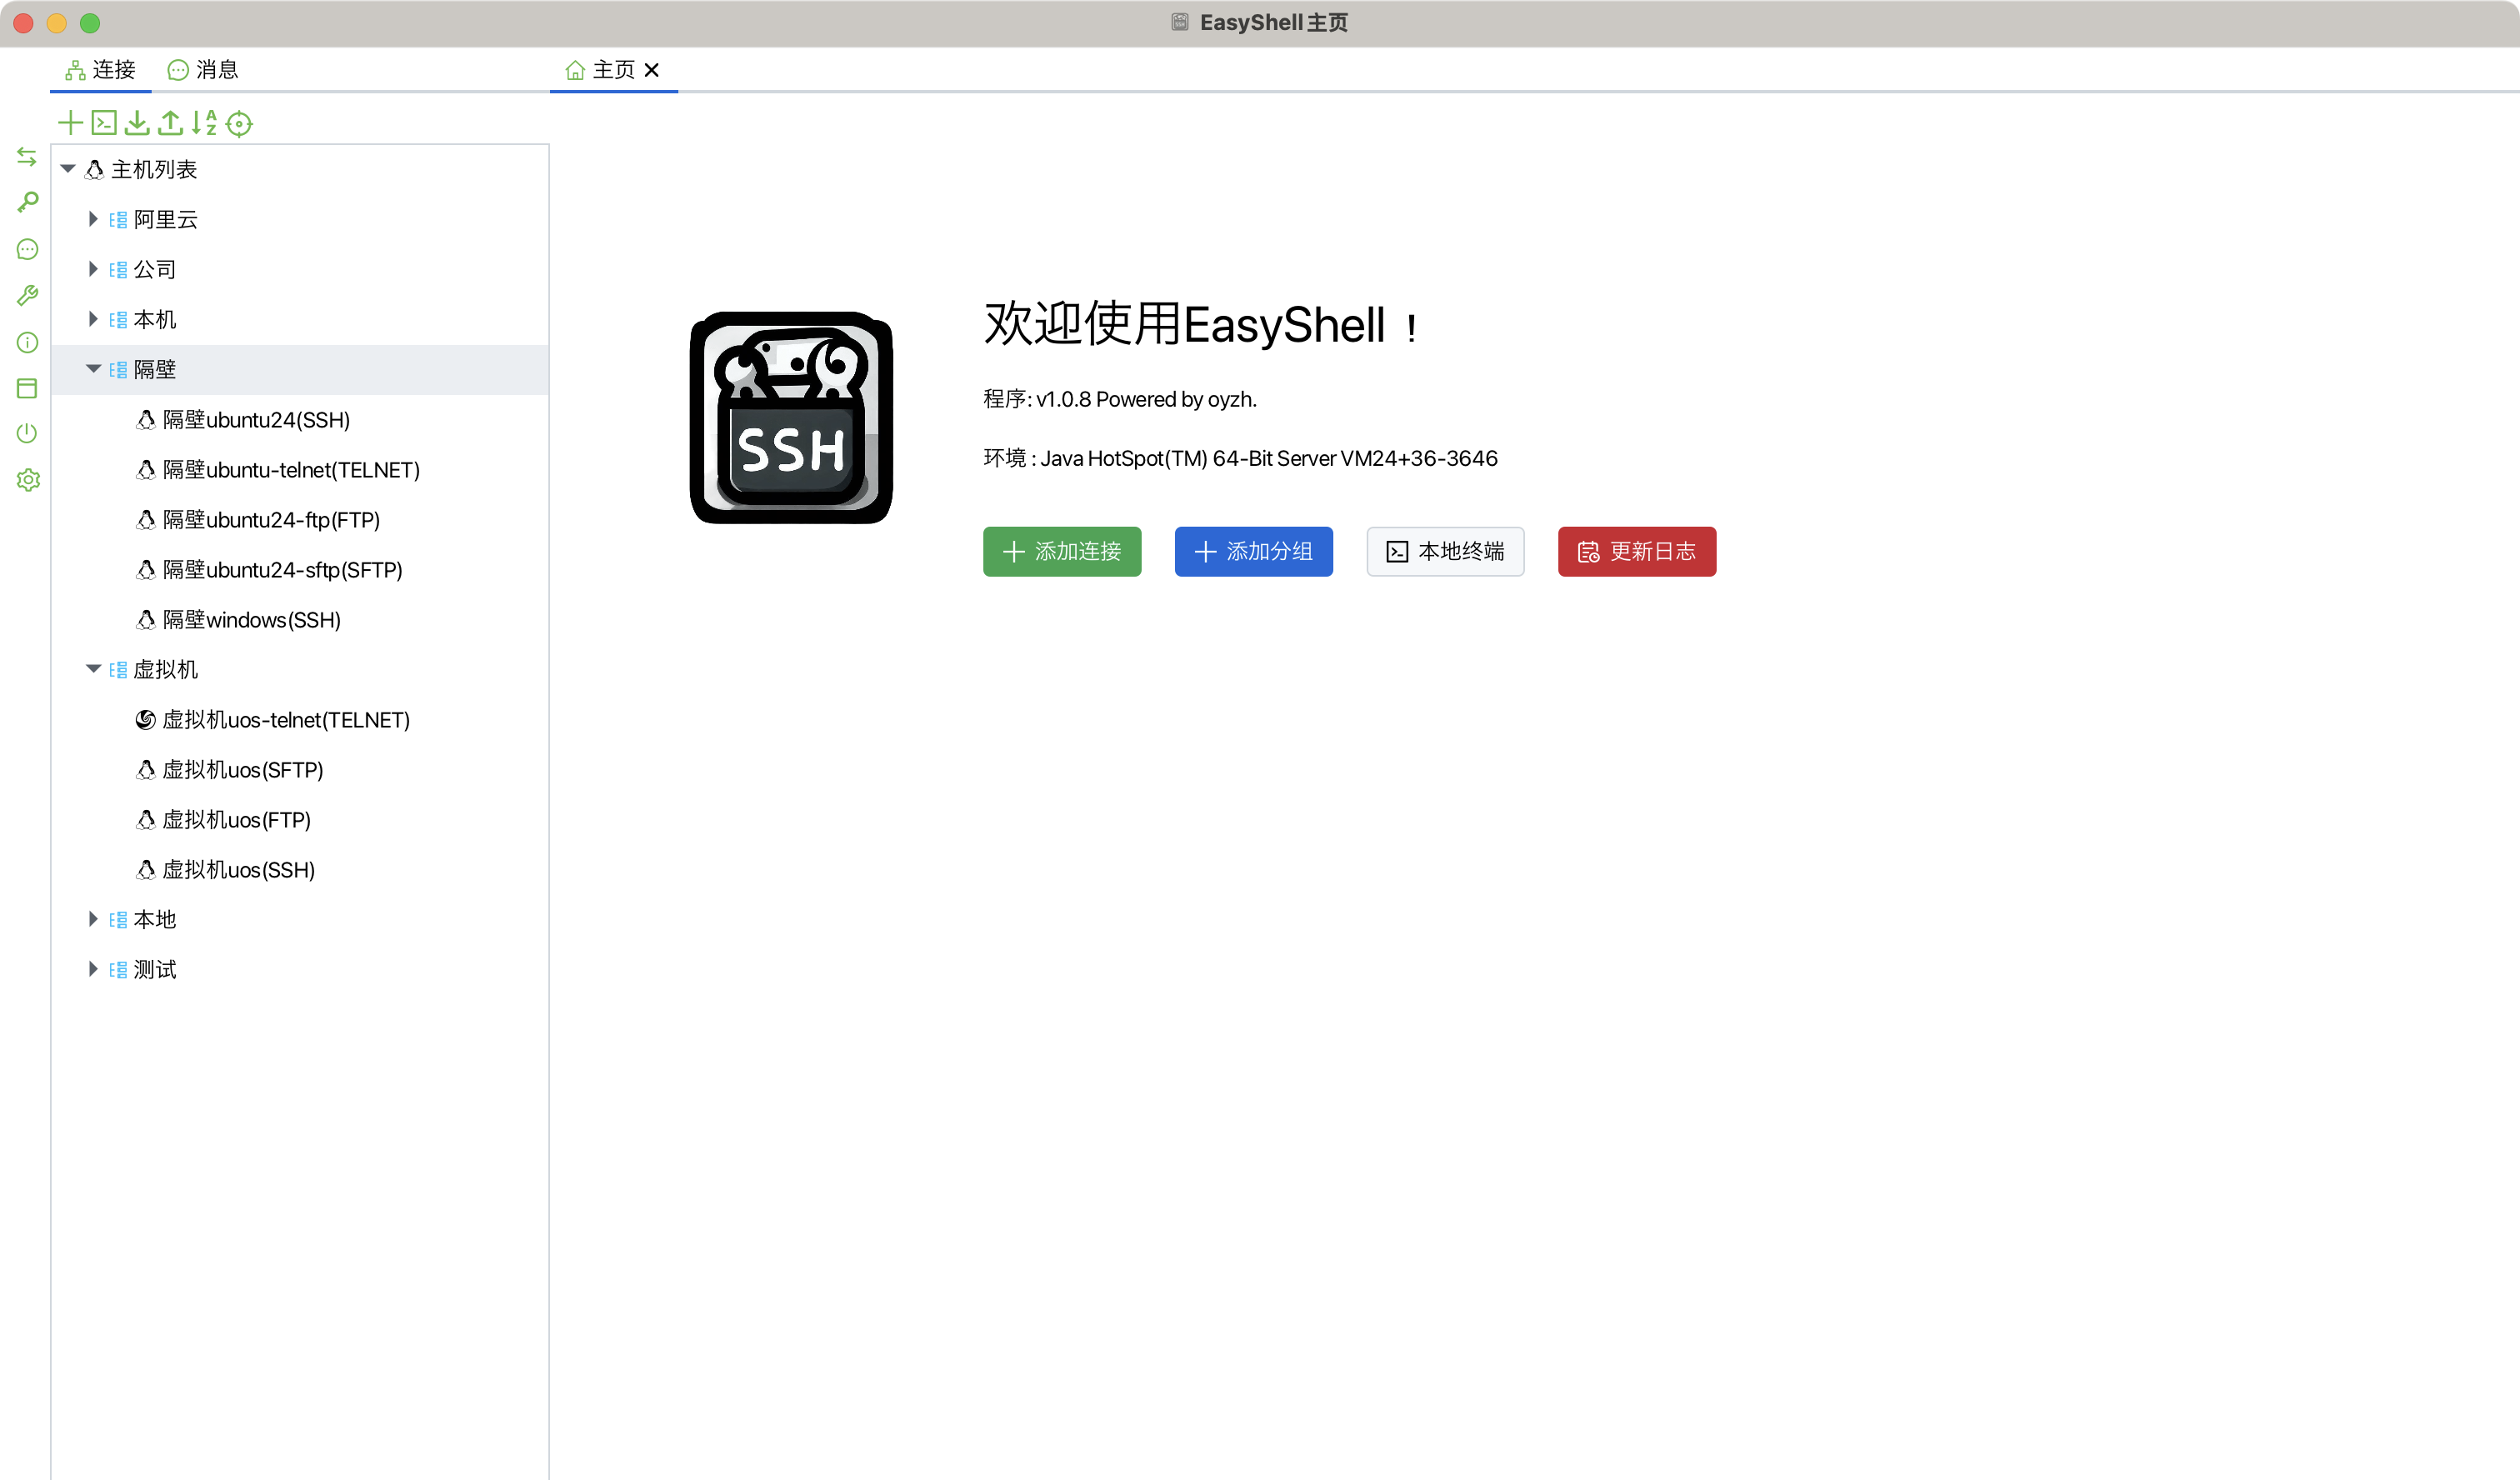 EasyShell主页
连接
消息
主页
主机列表
阿里云
公司
本机
隔壁
隔壁ubuntu24(SSH)
隔壁ubuntu-telnet(TELNET)
隔壁ubuntu24-ftp(FTP)
隔壁ubuntu24-sftp(SFTP)
隔壁windows(SSH)
虚拟机
虚拟机uos-telnet(TELNET)
虚拟机uos(SFTP)
虚拟机uos(FTP)
虚拟机uos(SSH)
本地
测试
SSH
欢迎使用EasyShell！
程序: v1.0.8 Powered by oyzh.
环境 : Java HotSpot(TM) 64-Bit Server VM24+36-3646
添加连接
添加分组
本地终端
更新日志